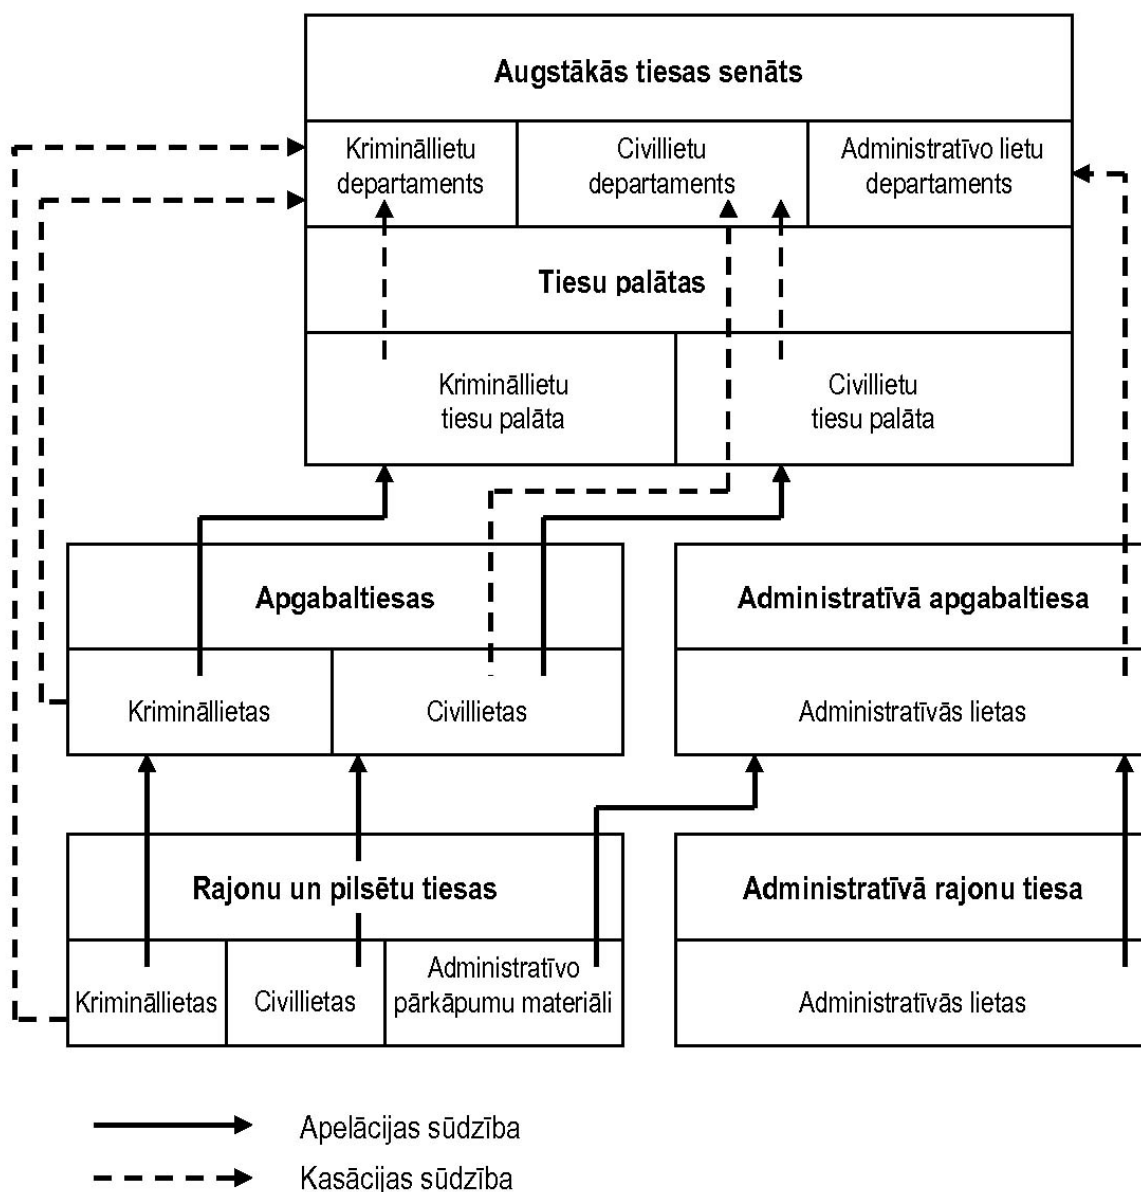 Augstākās tiesas senāts
Krimināllietu
departaments
Civillietu
departaments
Administratīvo lietu
departaments
Tiesu palātas
Krimināllietu
tiesu palāta
Civillietu
tiesu palāta
Apgabaltiesas
Krimināllietas
Civillietas
Administratīvā apgabaltiesa
Administratīvās lietas
Rajonu un pilsētu tiesas
Krimināllietas
Civillietas
Administratīvo
pārkāpumu materiāli
Administratīvā rajonu tiesa
Administratīvās lietas
Apelācijas sūdzība
Kasācijas sūdzība